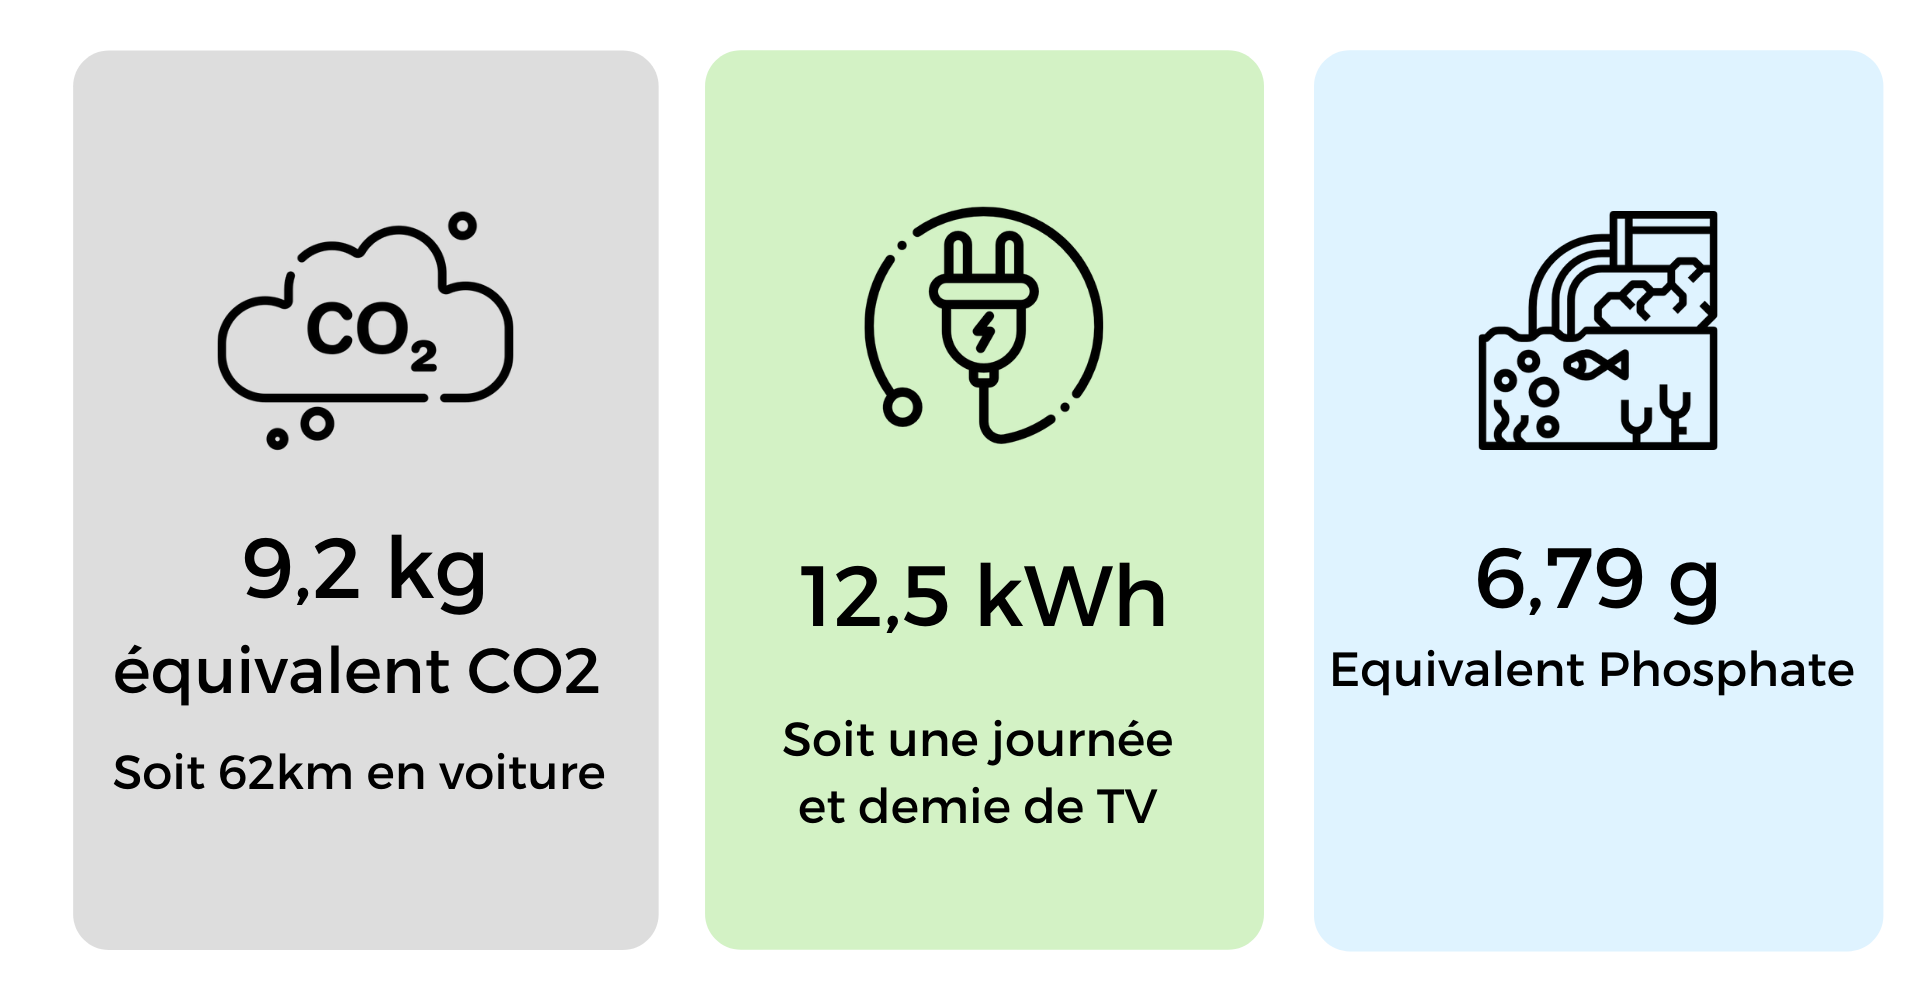 CO₂
9,2 kg
équivalent CO2
Soit 62km en voiture
12,5 kWh
Soit une journée
et demie de TV
6,79 g
Equivalent Phosphate